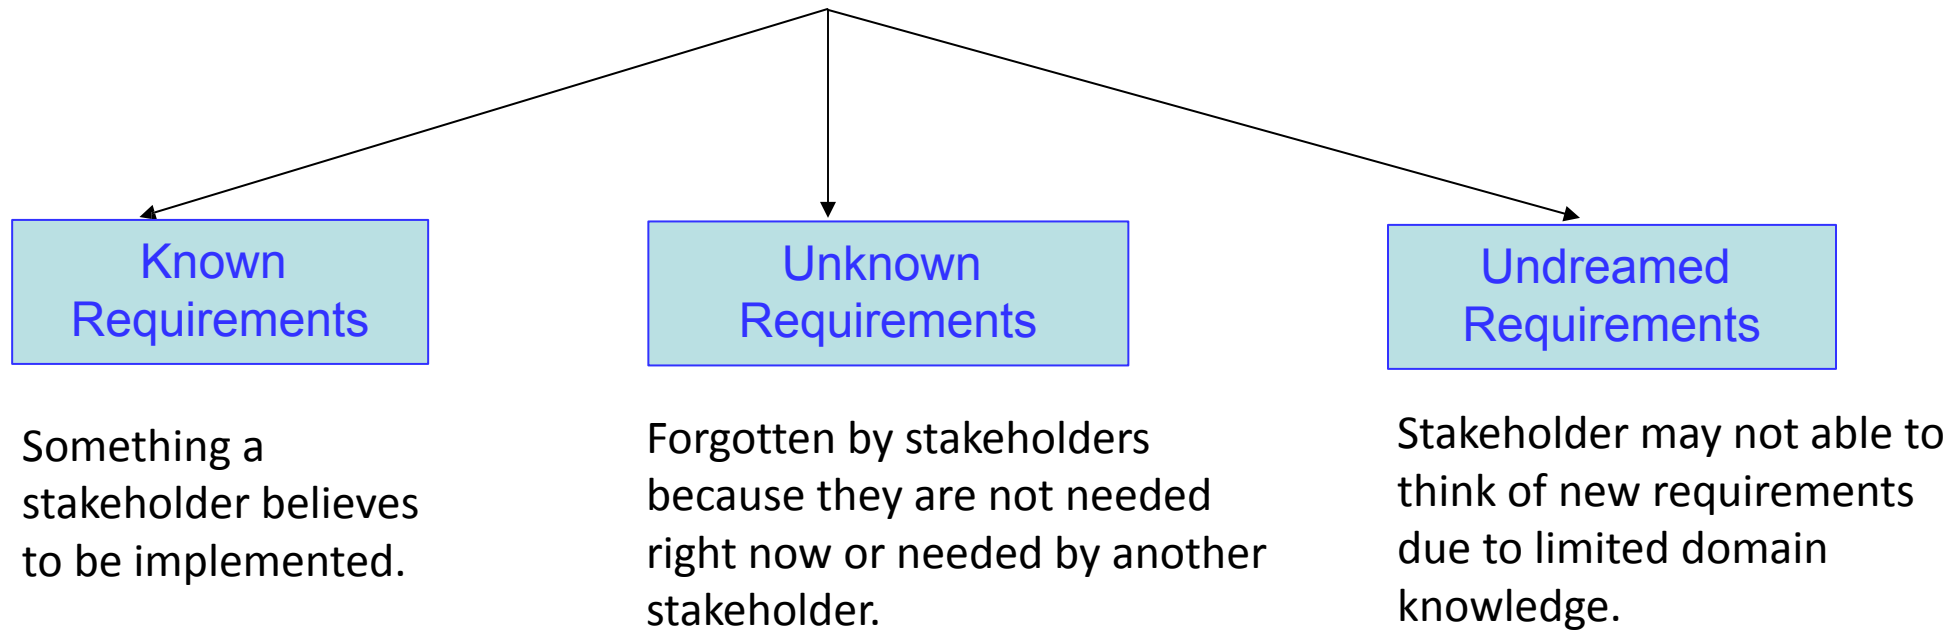 Known
Requirements
Something a
stakeholder believes
to be implemented.
Unknown
Requirements
Forgotten by stakeholders
because they are not needed
right now or needed by another
stakeholder.
Undreamed
Requirements
Stakeholder may not able to
think of new requirements
due to limited domain
knowledge.